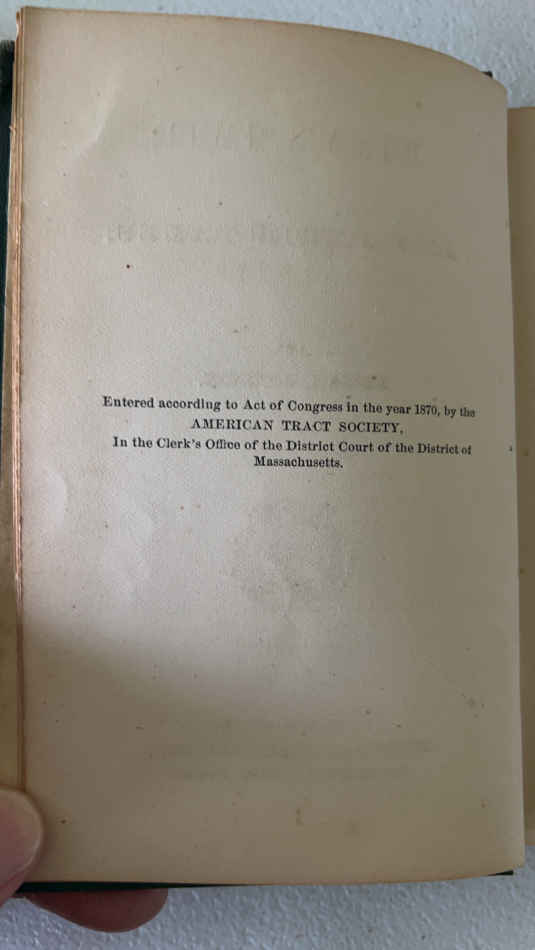 Entered according to Act of Congress in the year 1870, by the
AMERICAN TRACT SOCIETY,
In the Clerk's Office of the District Court of the District of
Massachusetts.